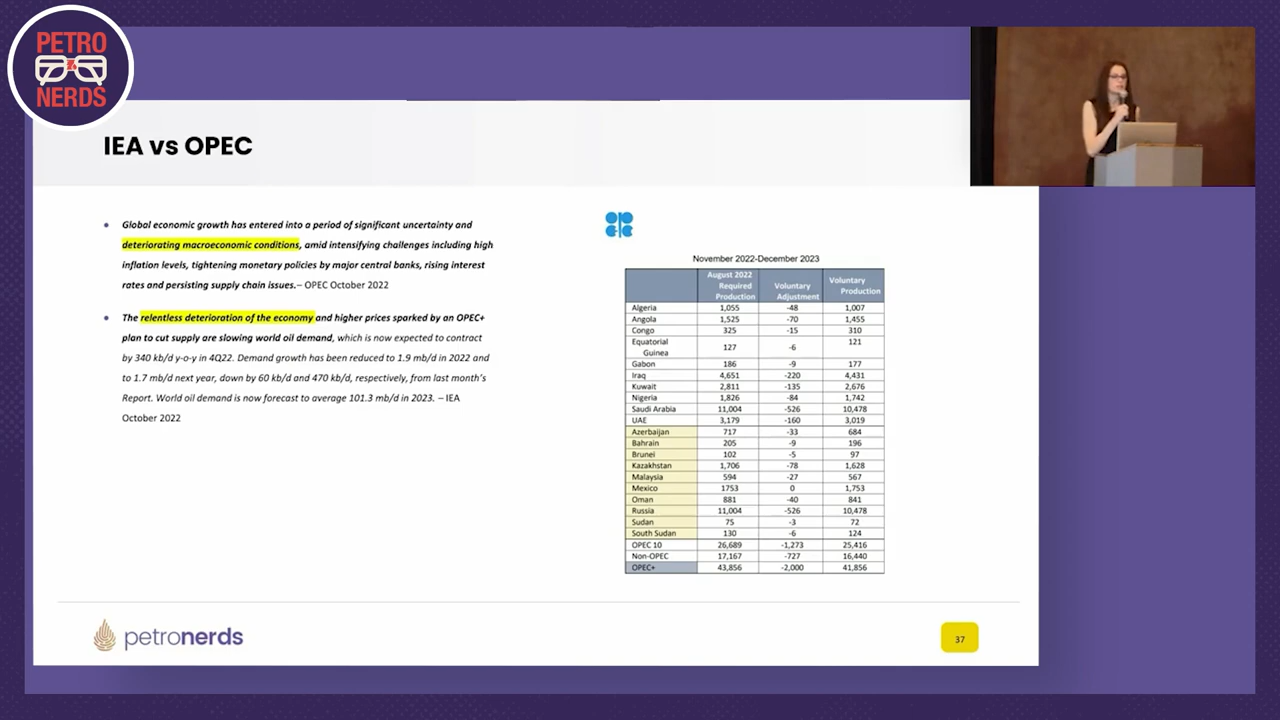 PETRO
NERDS
IEA vs OPEC
• Global economic growth has entered into a period of significant uncertainty and
deteriorating macroeconomic conditions, amid intensifying challenges including high
inflation levels, tightening monetary policies by major central banks, rising interest
rates and persisting supply chain issues.– OPEC October 2022
• The relentless deterioration of the economy and higher prices sparked by an OPEC+
plan to cut supply are slowing world oil demand, which is now expected to contract
by 340 kb/d y-o-y in 4Q22. Demand growth has been reduced to 1.9 mb/d in 2022 and
to 1.7 mb/d next year, down by 60 kb/d and 470 kb/d, respectively, from last month's
Report. World oil demand is now forecast to average 101.3 mb/d in 2023. – IEA
October 2022
November 2022-December 2023
August 2022 Required Production Voluntary Adjustment Voluntary Production
Algeria 1,055 -48 1,007
Angola 1,525 -70 1,455
Congo 325 -15 310
Equatorial Guinea 127 -6 121
Gabon 186 -9 177
Iraq 4,651 -220 4,431
Kuwait 2,811 -135 2,676
Nigeria 1,826 -84 1,742
Saudi Arabia 11,004 -526 10,478
UAE 3,179 -160 3,019
Azerbaijan 717 -33 684
Bahrain 205 -9 196
Brunei 102 -5 97
Kazakhstan 1,706 -78 1,628
Malaysia 594 -27 567
Mexico 1753 0 1,753
Oman 881 -40 841
Russia 11,004 -526 10,478
Sudan 75 -3 72
South Sudan 130 -6 124
OPEC 10 26,689 -1,273 25,416
Non-OPEC 17,167 -727 16,440
OPEC+ 43,856 -2,000 41,856
petronerds
37